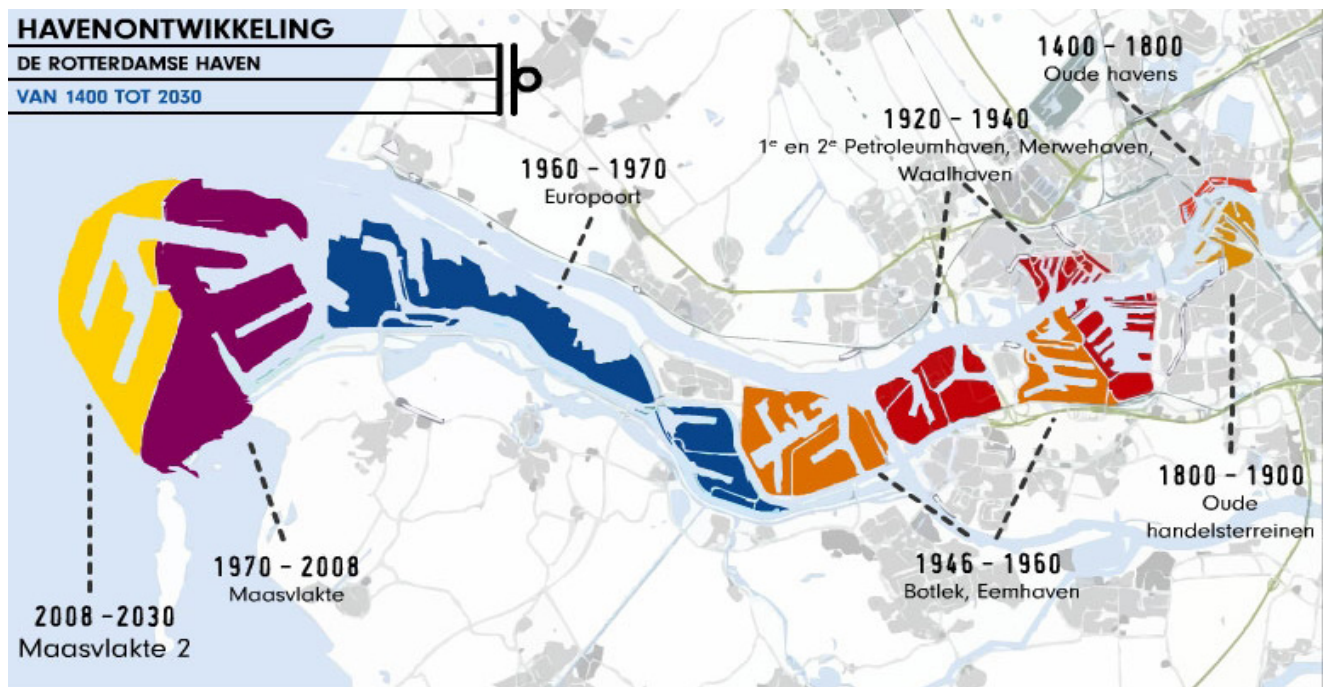 HAVENONTWIKKELING
DE ROTTERDAMSE HAVEN
VAN 1400 TOT 2030
1400 – 1800
Oude havens
1920 – 1940
1e en 2e Petroleumhaven, Merwehaven,
Waalhaven
1960 – 1970
Europoort
1800 – 1900
Oude
handelsterreinen
1946 – 1960
Botlek, Eemhaven
1970 – 2008
Maasvlakte
2008 –2030
Maasvlakte 2